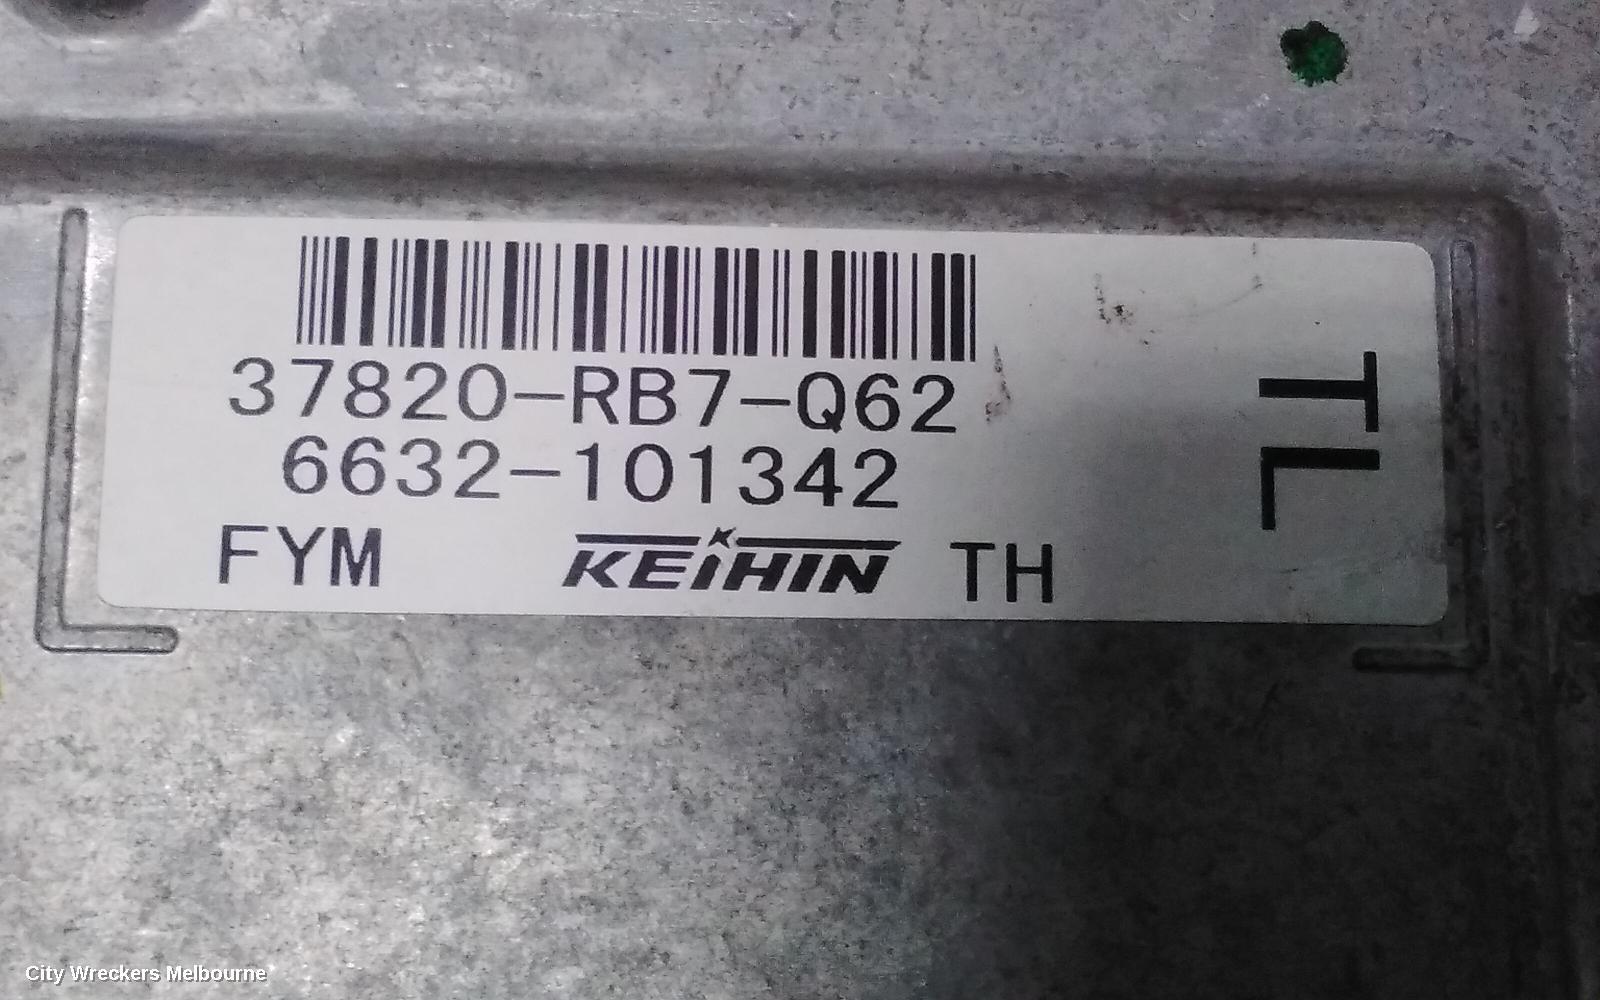 37820-RB7-Q62
6632-101342
FYM KEIHIN TH
TL
City Wreckers Melbourne